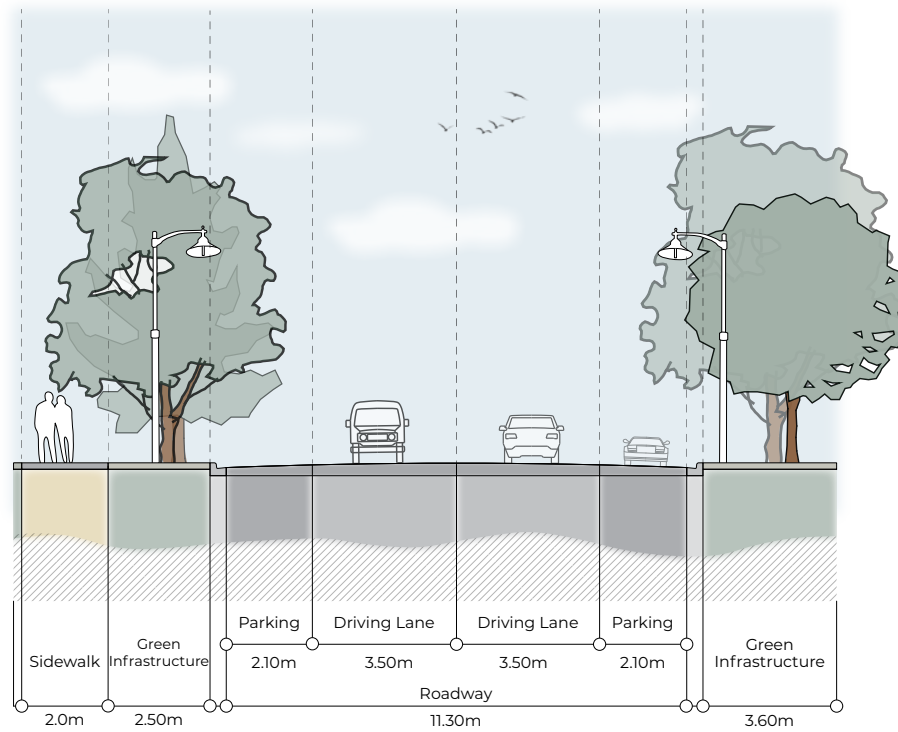 Parking
Driving Lane
Driving Lane
Parking
Sidewalk
Green
Infrastructure
2.10m
3.50m
3.50m
2.10m
Green
Infrastructure
Roadway
2.0m
2.50m
11.30m
3.60m